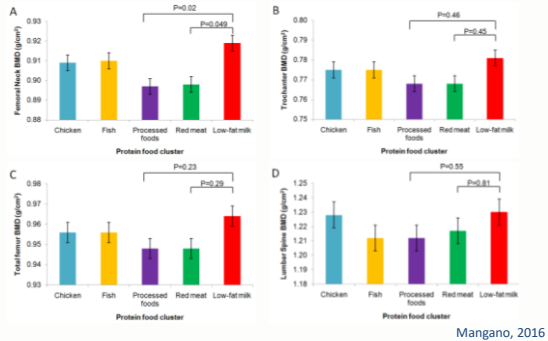 A
P=0.02
P=0.049
Femoral Neck BMD (g/cm²)
0.93
0.92
0.91
0.90
0.89
0.88
Chicken
Fish
Processed foods
Red meat
Low-fat milk
Protein food cluster
B
P=0.46
P=0.45
Trochanter BMD (g/cm²)
0.80
0.79
0.78
0.77
0.76
0.75
Chicken
Fish
Processed foods
Red meat
Low-fat milk
Protein food cluster
C
P=0.23
P=0.29
Total femur BMD (g/cm²)
0.98
0.97
0.96
0.95
0.94
0.93
Chicken
Fish
Processed foods
Red meat
Low-fat milk
Protein food cluster
D
P=0.55
P=0.81
Lumbar Spine BMD (g/cm²)
1.25
1.24
1.23
1.22
1.21
1.20
1.19
1.18
Chicken
Fish
Processed foods
Red meat
Low-fat milk
Protein food cluster
Mangano, 2016